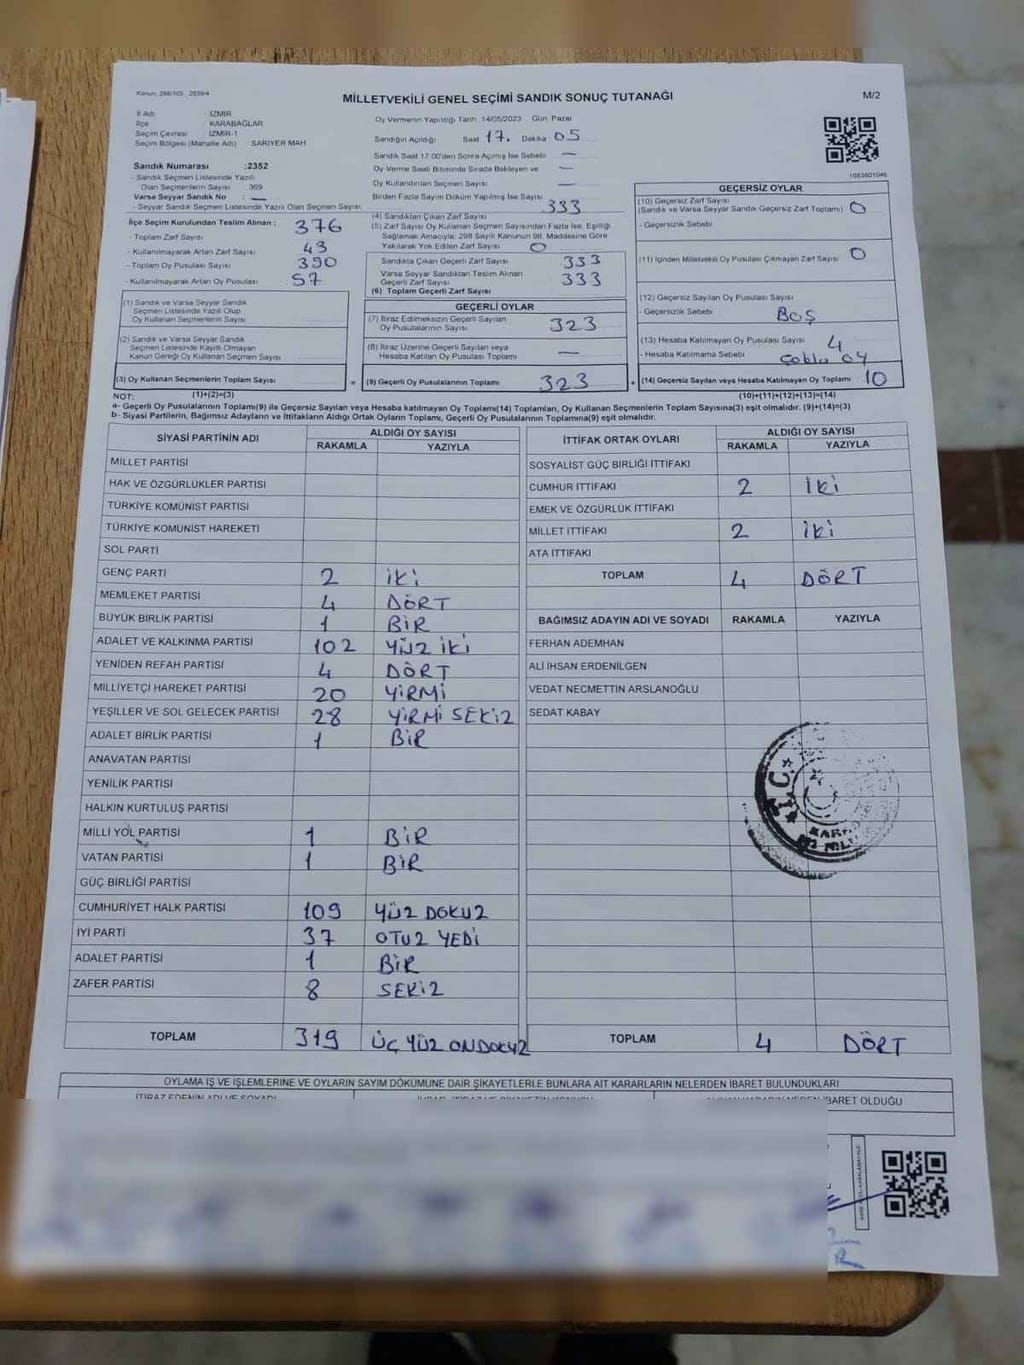 Kanun: 298/105 , 2839/4
MİLLETVEKİLİ GENEL SEÇİMİ SANDIK SONUÇ TUTANAĞI
M/2
İl Adı : İZMİR
İlçe KARABAĞLAR
Seçim Çevresi : İZMİR-1
Seçim Bölgesi (Mahalle Adı) SARIYER MAH
Sandık Numarası :2352
- Sandık Seçmen Listesinde Yazılı
Olan Seçmenlerin Sayısı 369
Varsa Seyyar Sandık No : —
- Seyyar Sandık Seçmen Listesinde Yazılı Olan Seçmen Sayısı
İlçe Seçim Kurulundan Teslim Alınan ;
- Toplam Zarf Sayısı 376
- Kullanılmayarak Artan Zarf Sayısı 43
- Toplam Oy Pusulası Sayısı 390
- Kullanılmayarak Artan Oy Pusulası 57
Oy Vermenin Yapıldığı Tarih 14/05/2023 Gün Pazar
Sandığın Açıldığı Saat 17. Dakika 05
Sandık Saat 17.00'den Sonra Açılmış İse Sebebi —
Oy Verme Saati Bitiminde Sırada Bekleyen ve —
Oy Kullandırılan Seçmen Sayısı —
Birden Fazla Sayım Döküm Yapılmış İse Sayısı
(4) Sandıktan Çıkan Zarf Sayısı 333
(5) Zarf Sayısı Oy Kullanan Seçmen Sayısından Fazla İse, Eşitliği
Sağlamak Amacıyla, 298 Sayılı Kanunun 98. Maddesine Göre
Yakılarak Yok Edilen Zarf Sayısı 0
Sandıkta Çıkan Geçerli Zarf Sayısı 333
Varsa Seyyar Sandıktan Teslim Alınan
Geçerli Zarf Sayısı
(6) Toplam Geçerli Zarf Sayısı 333
1053601046
GEÇERSİZ OYLAR
(10) Geçersiz Zarf Sayısı
(Sandık ve Varsa Seyyar Sandık Geçersiz Zarf Toplamı) 0
- Geçersizlik Sebebi
(11) İçinden Milletvekili Oy Pusulası Çıkmayan Zarf Sayısı 0
(12) Geçersiz Sayılan Oy Pusulası Sayısı
- Geçersizlik Sebebi : BOŞ
(13) Hesaba Katılmayan Oy Pusulası Sayısı 4
- Hesaba Katılmama Sebebi : Çoklu oy
(14) Geçersiz Sayılan veya Hesaba Katılmayan Oy Toplamı 10
(10)+(11)+(12)+(13)=(14)
(1) Sandık ve Varsa Seyyar Sandık
Seçmen Listesinde Yazılı Olup
Oy Kullanan Seçmenlerin Sayısı
(2) Sandık ve Varsa Seyyar Sandık
Seçmen Listesinde Kayıtlı Olmayan
Kanun Gereği Oy Kullanan Seçmen Sayısı
(3) Oy Kullanan Seçmenlerin Toplam Sayısı =
(1)+(2)=(3)
GEÇERLİ OYLAR
(7) İtiraz Edilmeksizin Geçerli Sayılan
Oy Pusulalarının Sayısı 323
(8) İtiraz Üzerine Geçerli Sayılan veya
Hesaba Katılan Oy Pusulası Toplamı —
(9) Geçerli Oy Pusulalarının Toplamı 323 +
NOT:
a- Geçerli Oy Pusulalarının Toplamı(9) ile Geçersiz Sayılan veya Hesaba katılmayan Oy Toplam(14) Toplamları, Oy Kullanan Seçmenlerin Toplam Sayısına(3) eşit olmalıdır. (9)+(14)=(3)
b- Siyasi Partilerin, Bağımsız Adayların ve İttifakların Aldığı Ortak Oyların Toplamı, Geçerli Oy Pusulalarının Toplamına(9) eşit olmalıdır.
SİYASİ PARTİNİN ADI ALDIĞI OY SAYISI
RAKAMLA YAZIYLA
MİLLET PARTİSİ
HAK VE ÖZGÜRLÜKLER PARTİSİ
TÜRKİYE KOMÜNİST PARTİSİ
TÜRKİYE KOMÜNİST HAREKETİ
SOL PARTİ
GENÇ PARTİ 2 İKİ
MEMLEKET PARTİSİ 4 DÖRT
BÜYÜK BİRLİK PARTİSİ 1 BİR
ADALET VE KALKINMA PARTİSİ 102 YÜZ İKİ
YENİDEN REFAH PARTİSİ 4 DÖRT
MİLLİYETÇİ HAREKET PARTİSİ 20 YİRMİ
YEŞİLLER VE SOL GELECEK PARTİSİ 28 YİRMİ SEKİZ
ADALET BİRLİK PARTİSİ 1 BİR
ANAVATAN PARTİSİ
YENİLİK PARTİSİ
HALKIN KURTULUŞ PARTİSİ
MİLLİ YOL PARTİSİ 1 BİR
VATAN PARTİSİ 1 BİR
GÜÇ BİRLİĞİ PARTİSİ
CUMHURİYET HALK PARTİSİ 109 YÜZ DOKUZ
İYİ PARTİ 37 OTUZ YEDİ
ADALET PARTİSİ 1 BİR
ZAFER PARTİSİ 8 SEKİZ
TOPLAM 319 ÜÇ YÜZ ONDOKUZ
İTTİFAK ORTAK OYLARI ALDIĞI OY SAYISI
RAKAMLA YAZIYLA
SOSYALİST GÜÇ BİRLİĞİ İTTİFAKI
CUMHUR İTTİFAKI 2 İKİ
EMEK VE ÖZGÜRLÜK İTTİFAKI
MİLLET İTTİFAKI 2 İKİ
ATA İTTİFAKI
TOPLAM 4 DÖRT
BAĞIMSIZ ADAYIN ADI VE SOYADI RAKAMLA YAZIYLA
FERHAN ADEMHAN
ALİ İHSAN ERDENİLGEN
VEDAT NECMETTİN ARSLANOĞLU
SEDAT KABAY
T.C.
TOPLAM 4 DÖRT
OYLAMA İŞ VE İŞLEMLERİNE VE OYLARIN SAYIM DÖKÜMÜNE DAİR ŞİKAYETLERLE BUNLARA AİT KARARLARIN NELERDEN İBARET BULUNDUKLARI
İTİRAZ EDENİN ADI VE SOYADI
İBARET OLDUĞU